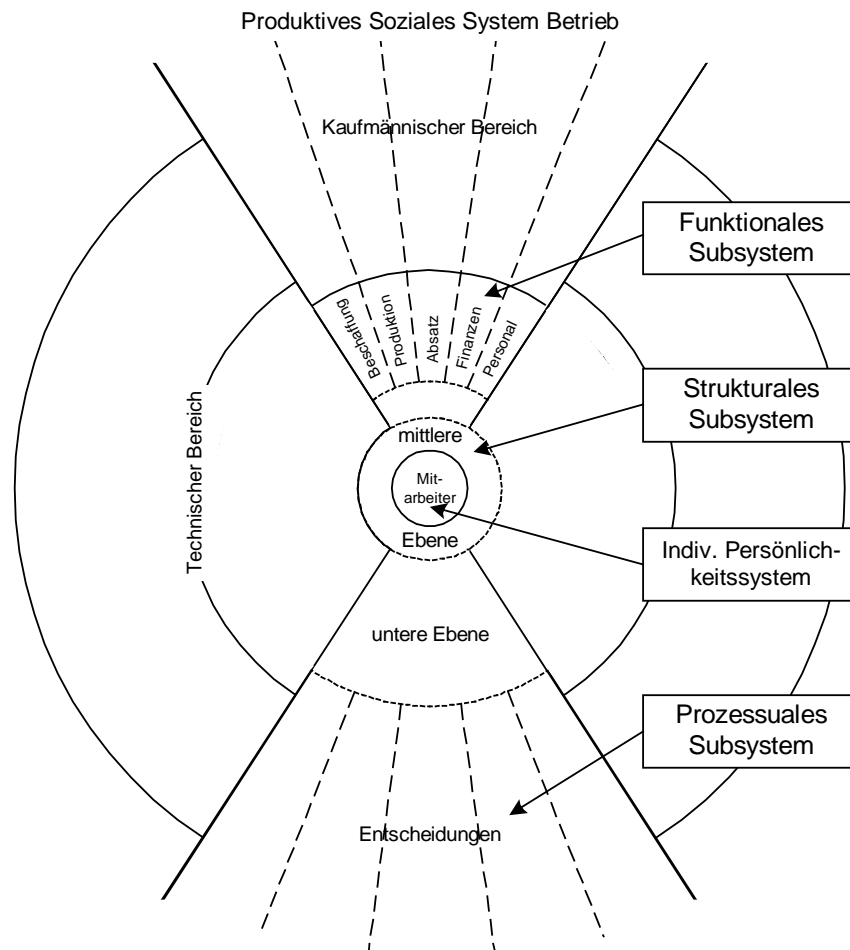 Produktives Soziales System Betrieb
Kaufmännischer Bereich
Funktionales
Subsystem
Beschaffung
Produktion
Absatz
Finanzen
Personal
Strukturales
Subsystem
mittlere
Technischer Bereich
Mit-
arbeiter
Ebene
Indiv. Persönlich-
keitssystem
untere Ebene
Prozessuales
Subsystem
Entscheidungen